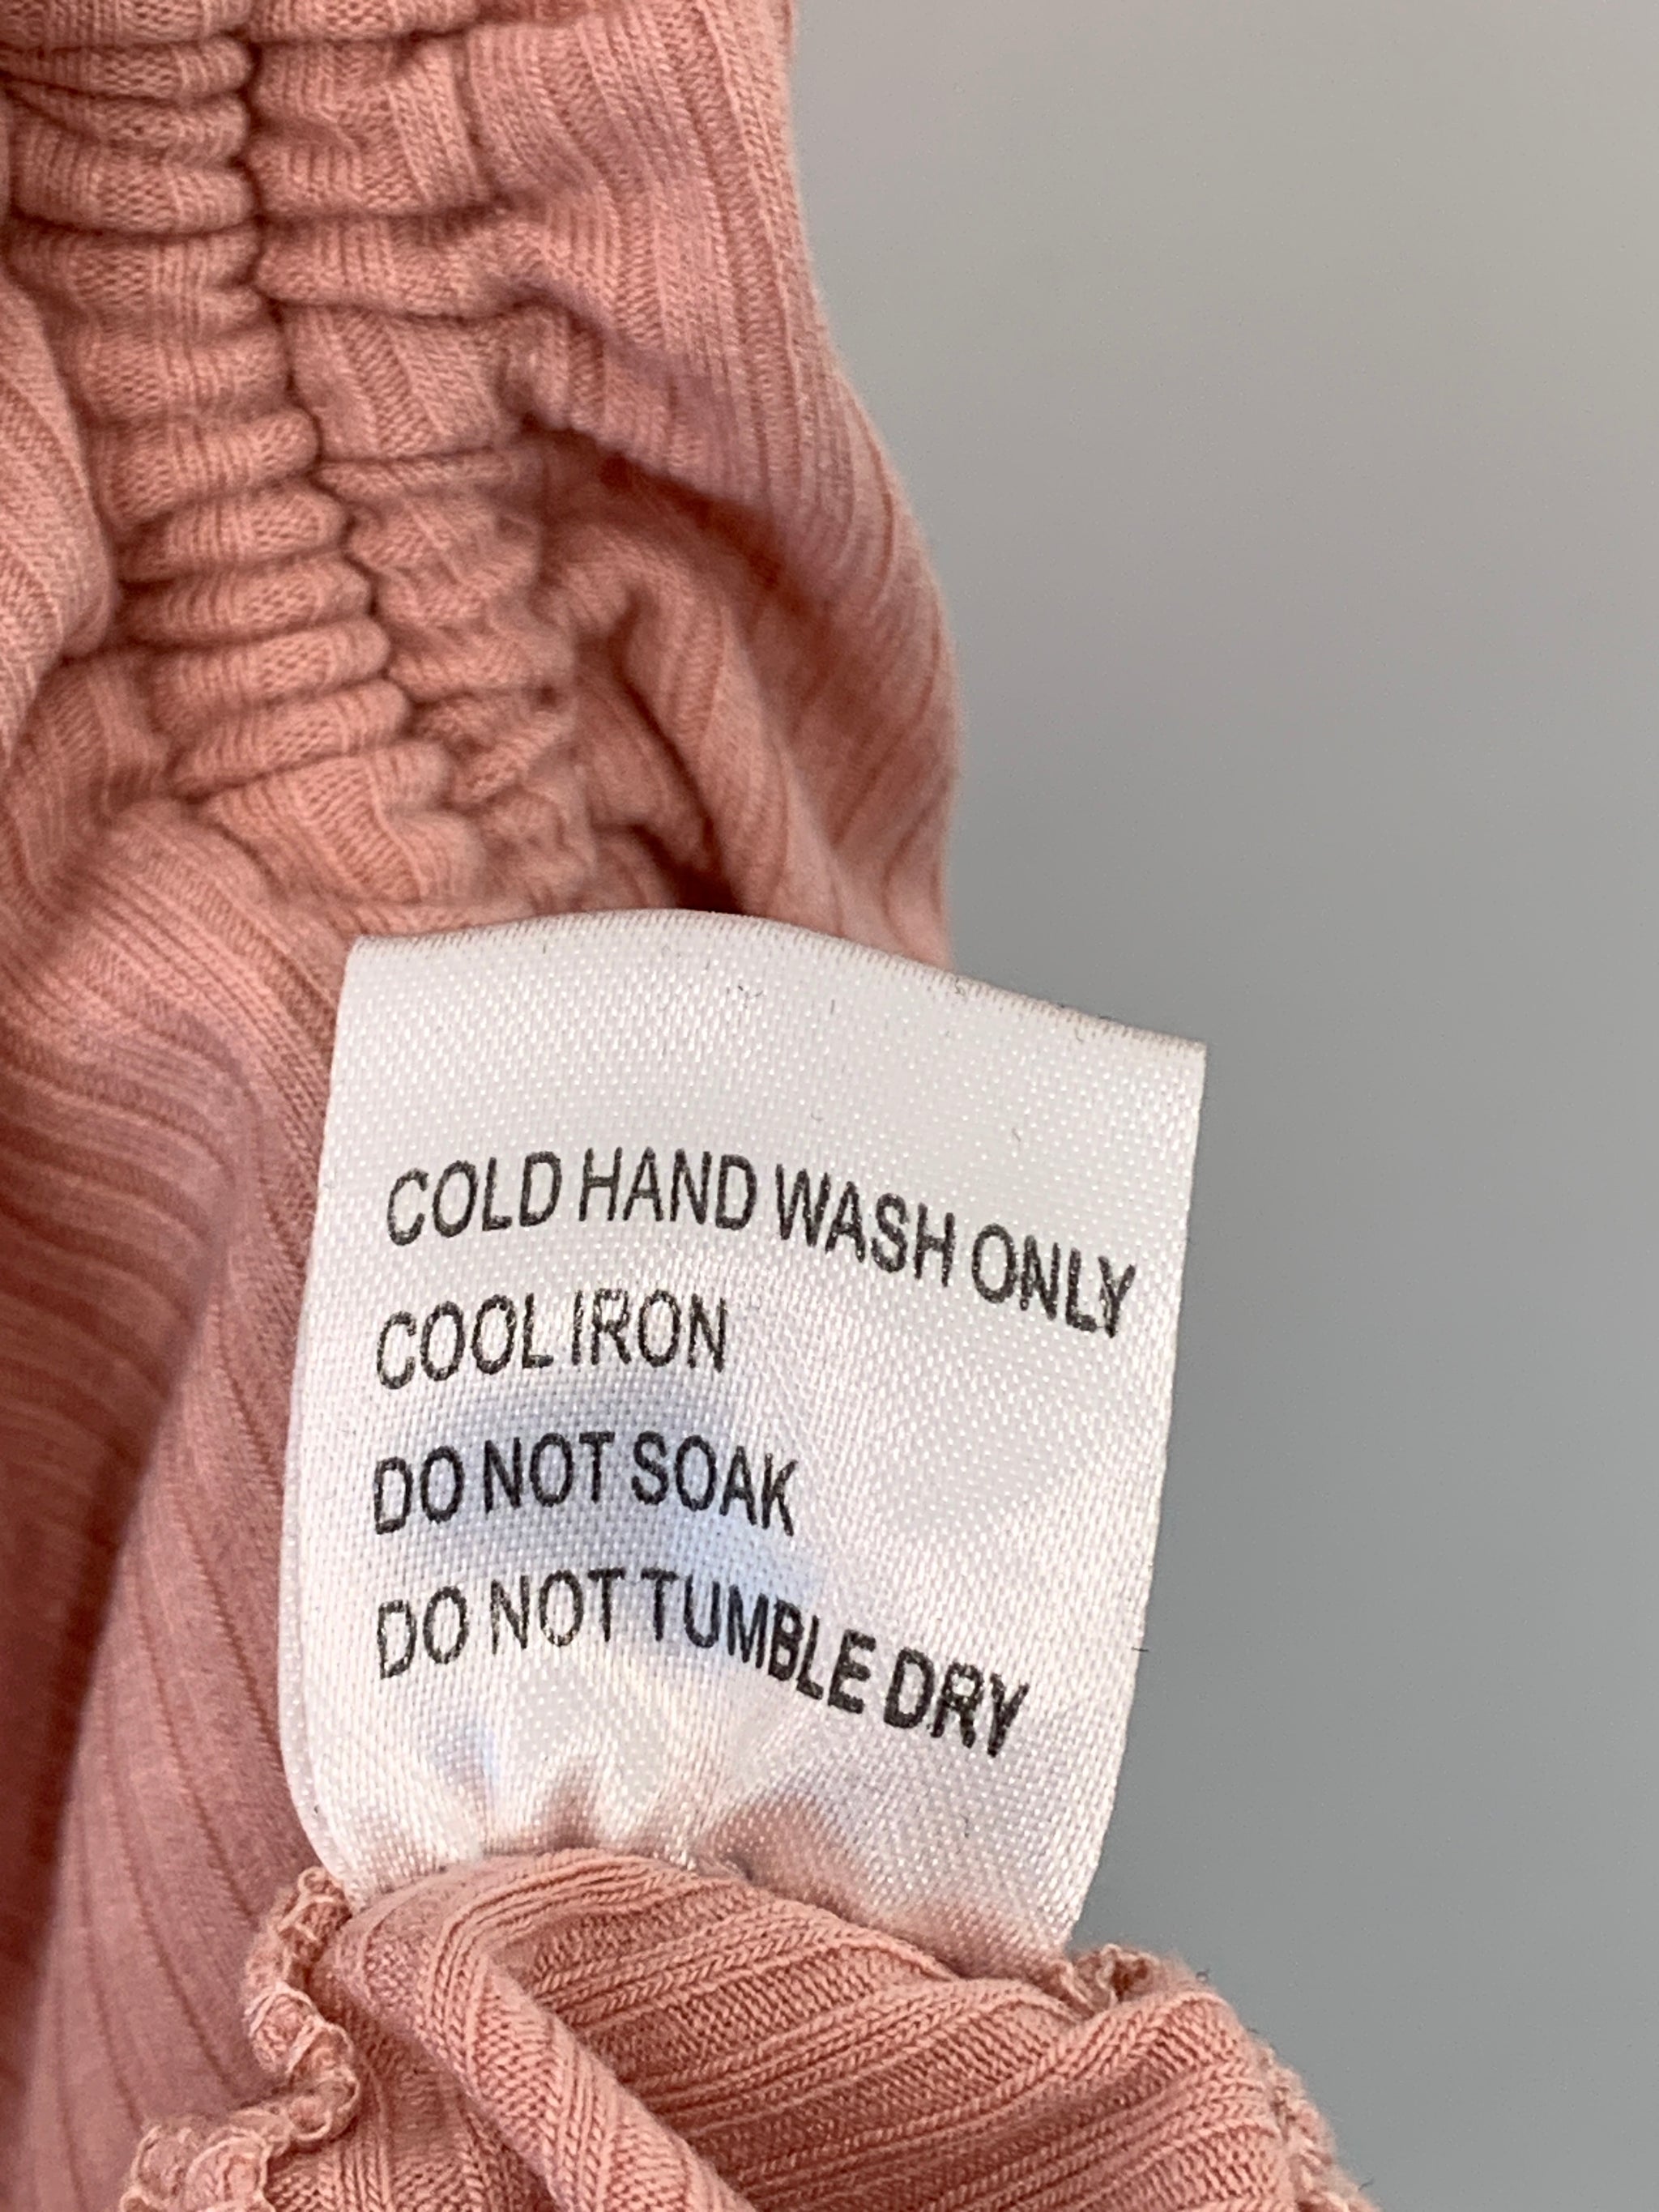 COLD HAND WASH ONLY
COOL IRON
DO NOT SOAK
DO NOT TUMBLE DRY